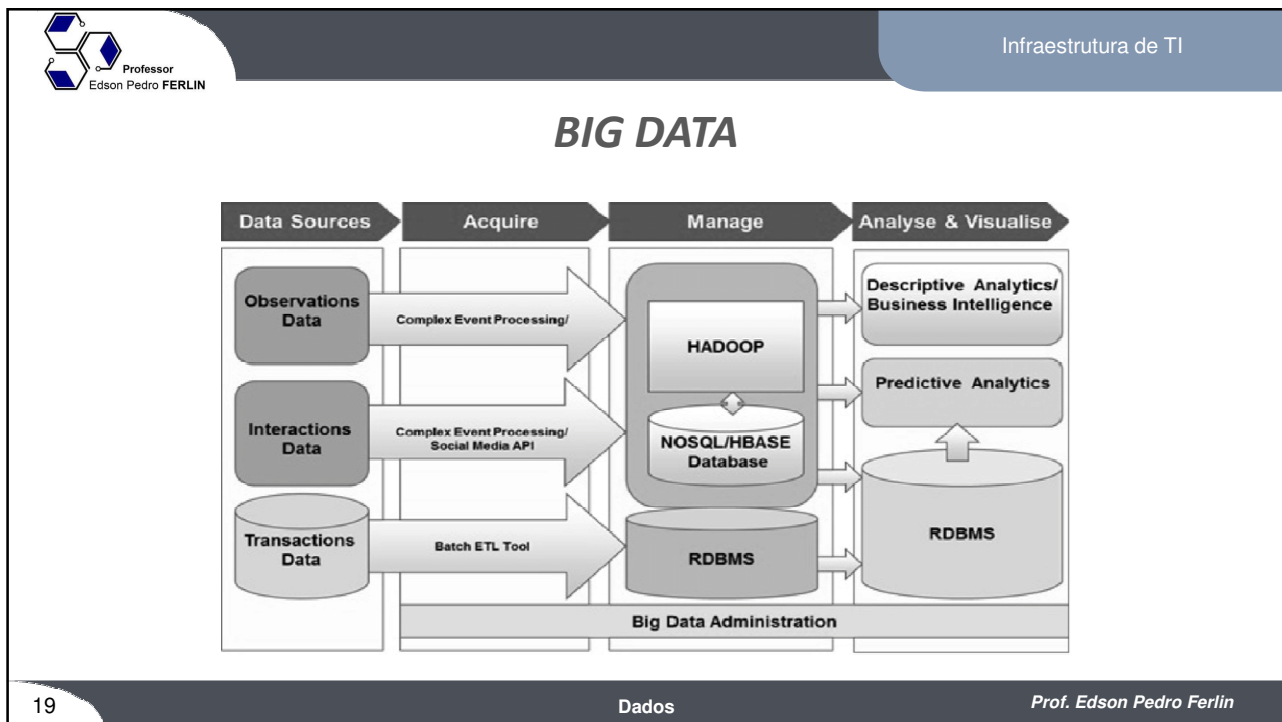 Professor
Edson Pedro FERLIN
Infraestrutura de TI
BIG DATA
Data Sources
Acquire
Manage
Analyse & Visualise
Observations
Data
Complex Event Processing/
HADOOP
Descriptive Analytics/
Business Intelligence
Predictive Analytics
Interactions
Data
Complex Event Processing/
Social Media API
NOSQL/HBASE
Database
Transactions
Data
Batch ETL Tool
RDBMS
RDBMS
Big Data Administration
19
Dados
Prof. Edson Pedro Ferlin